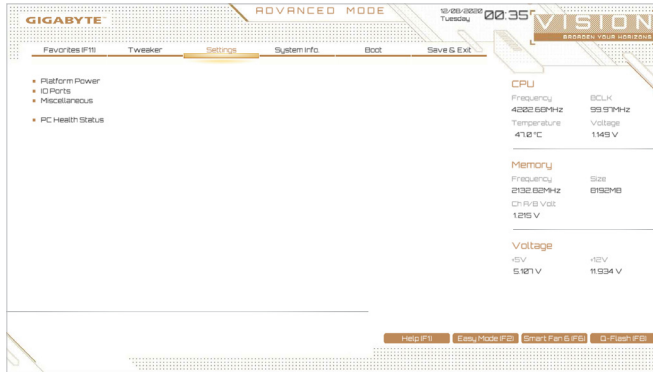 GIGABYTE
ADVANCED MODE
12/08/2020
Tuesday
00:35
VISION
BROADEN YOUR HORIZONS
Favorites (F11) Tweaker Settings System Info. Boot Save & Exit
Platform Power
IO Ports
Miscellaneous
PC Health Status
CPU
Frequency BCLK
4202.68MHz 99.97MHz
Temperature Voltage
47.0 °C 1.149 V
Memory
Frequency Size
2132.82MHz 8192MB
Ch A/B Volt
1.215 V
Voltage
+5V +12V
5.107 V 11.934 V
Help (F1) Easy Mode (F2) Smart Fan 6 (F6) Q-Flash (F8)